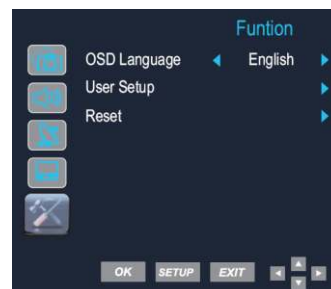 Funtion
OSD Language English
User Setup
Reset
OK SETUP EXIT